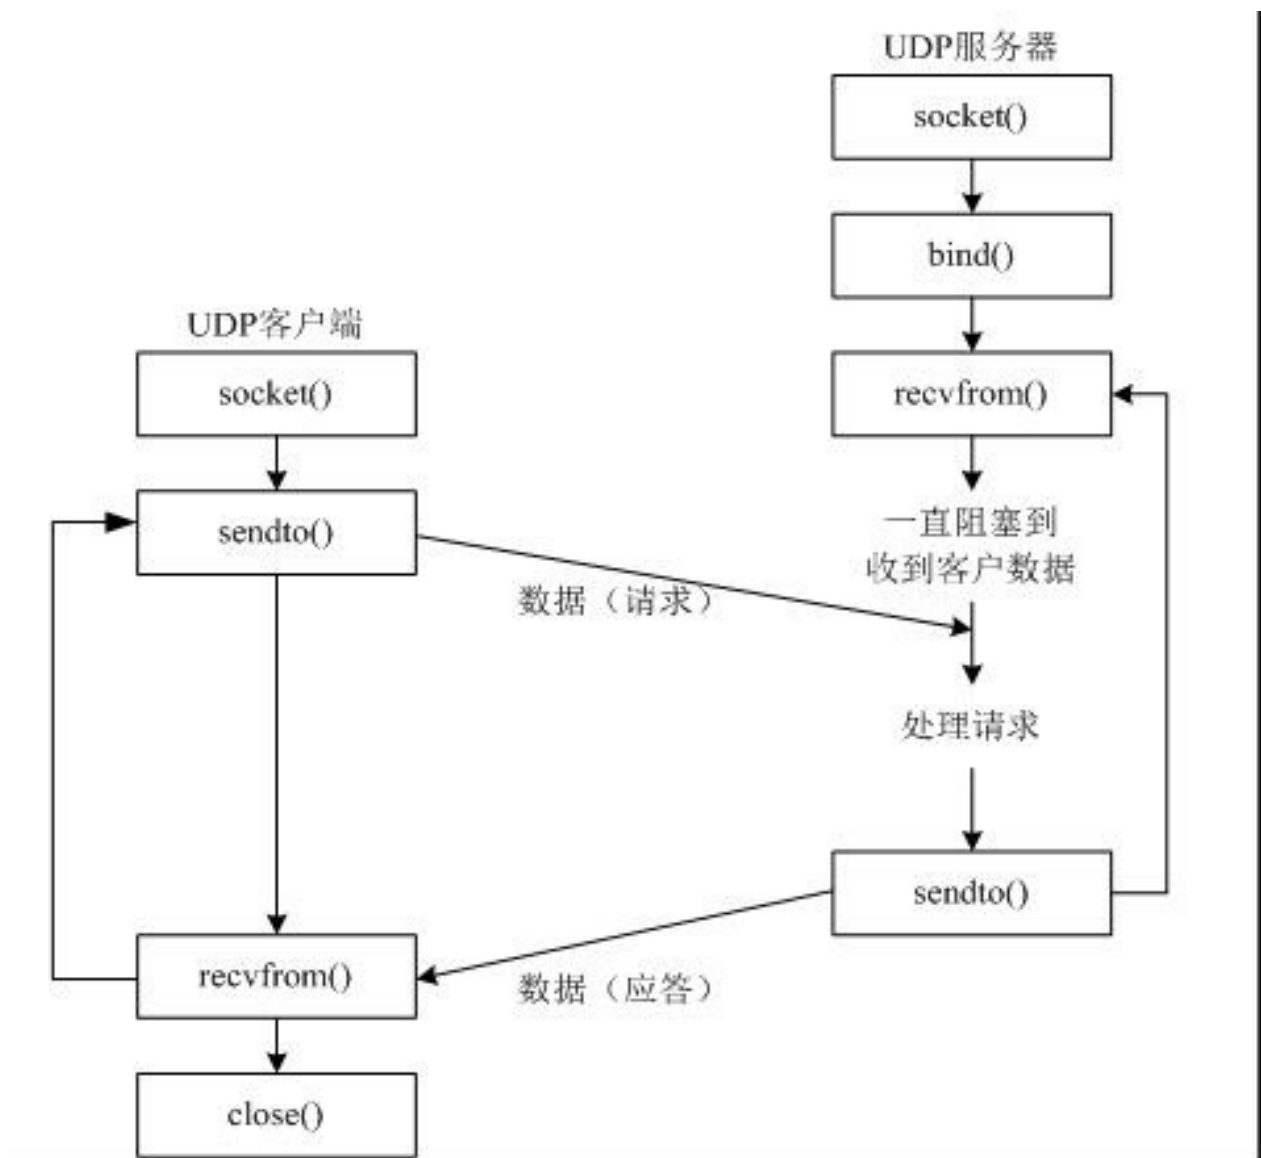 UDP服务器
socket()
bind()
recvfrom()
一直阻塞到
收到客户数据
处理请求
sendto()
UDP客户端
socket()
sendto()
数据（请求）
recvfrom()
数据（应答）
close()